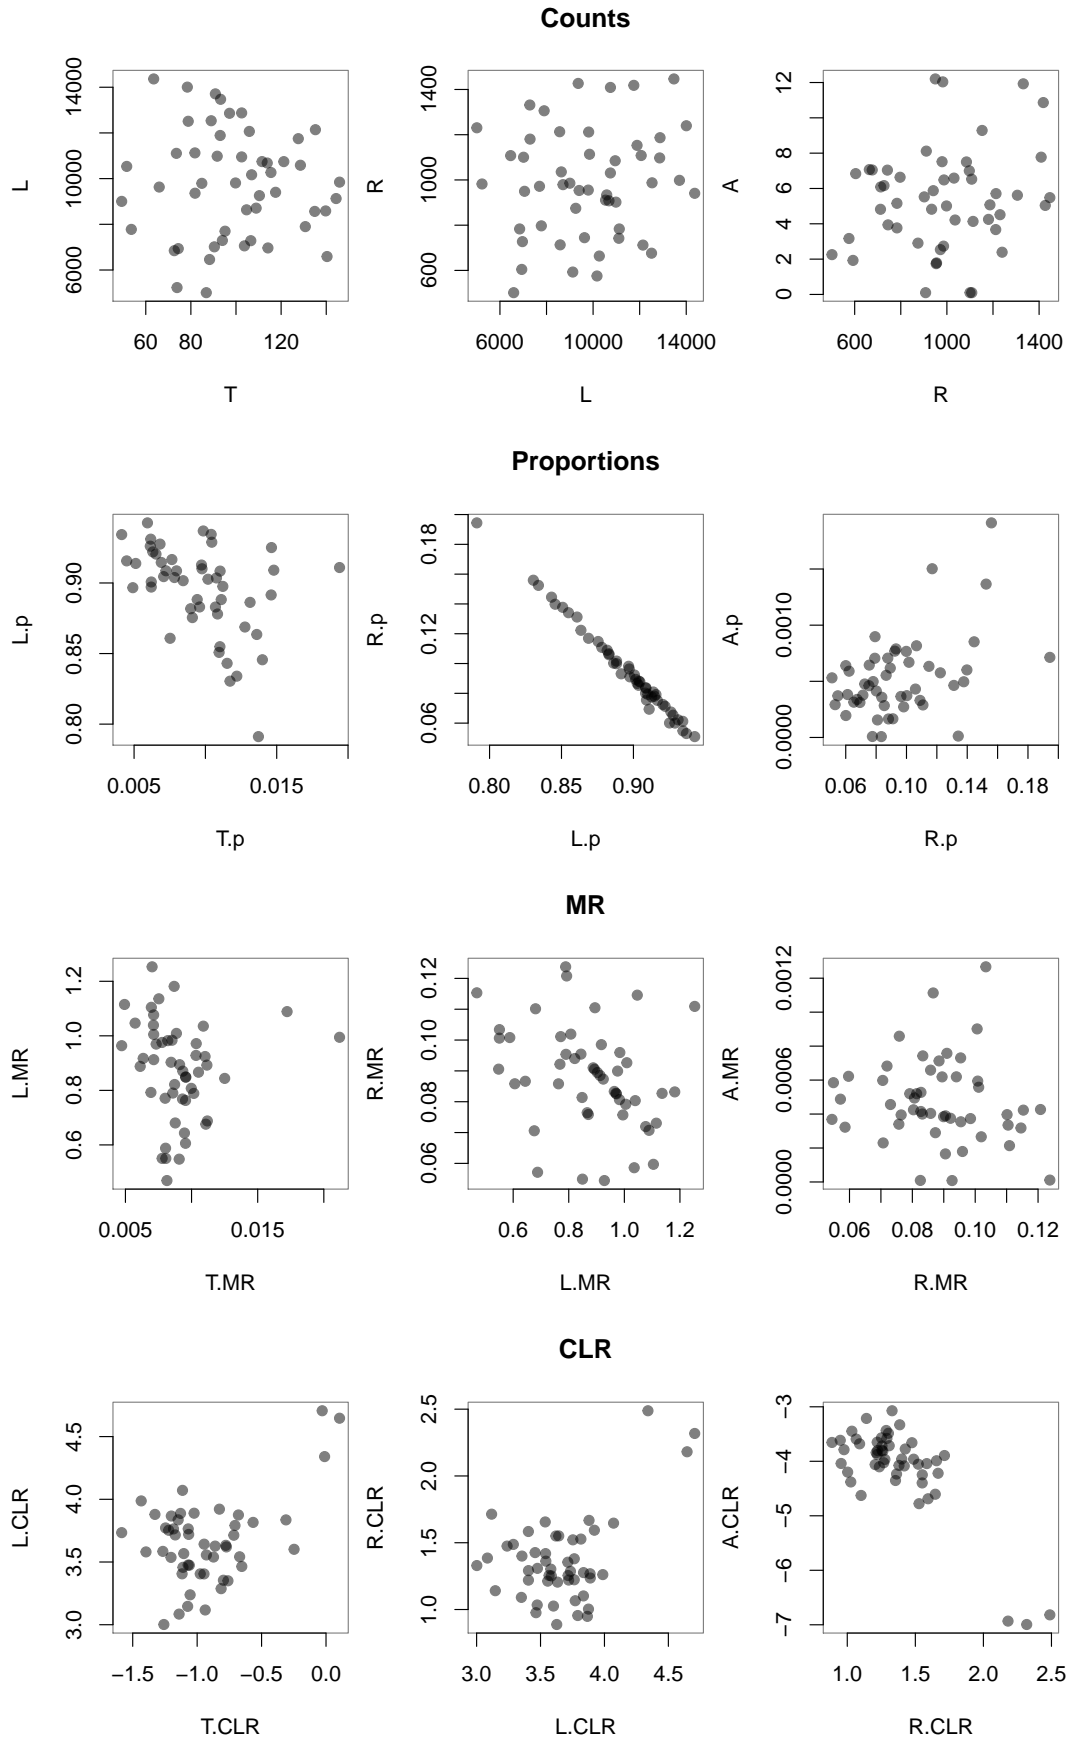 Counts
L
6000 10000 14000
60 80 120
T
R
600 1000 1400
6000 10000 14000
L
A
0 2 4 6 8 12
600 1000 1400
R
Proportions
L.p
0.80 0.85 0.90
0.005 0.015
T.p
R.p
0.06 0.12 0.18
0.80 0.85 0.90
L.p
A.p
0.0000 0.0010
0.06 0.10 0.14 0.18
R.p
MR
L.MR
0.6 0.8 1.0 1.2
0.005 0.015
T.MR
R.MR
0.06 0.08 0.10 0.12
0.6 0.8 1.0 1.2
L.MR
A.MR
0.0000 0.0006 0.0012
0.06 0.08 0.10 0.12
R.MR
CLR
L.CLR
3.0 3.5 4.0 4.5
−1.5 −1.0 −0.5 0.0
T.CLR
R.CLR
1.0 1.5 2.0 2.5
3.0 3.5 4.0 4.5
L.CLR
A.CLR
−7 −6 −5 −4 −3
1.0 1.5 2.0 2.5
R.CLR